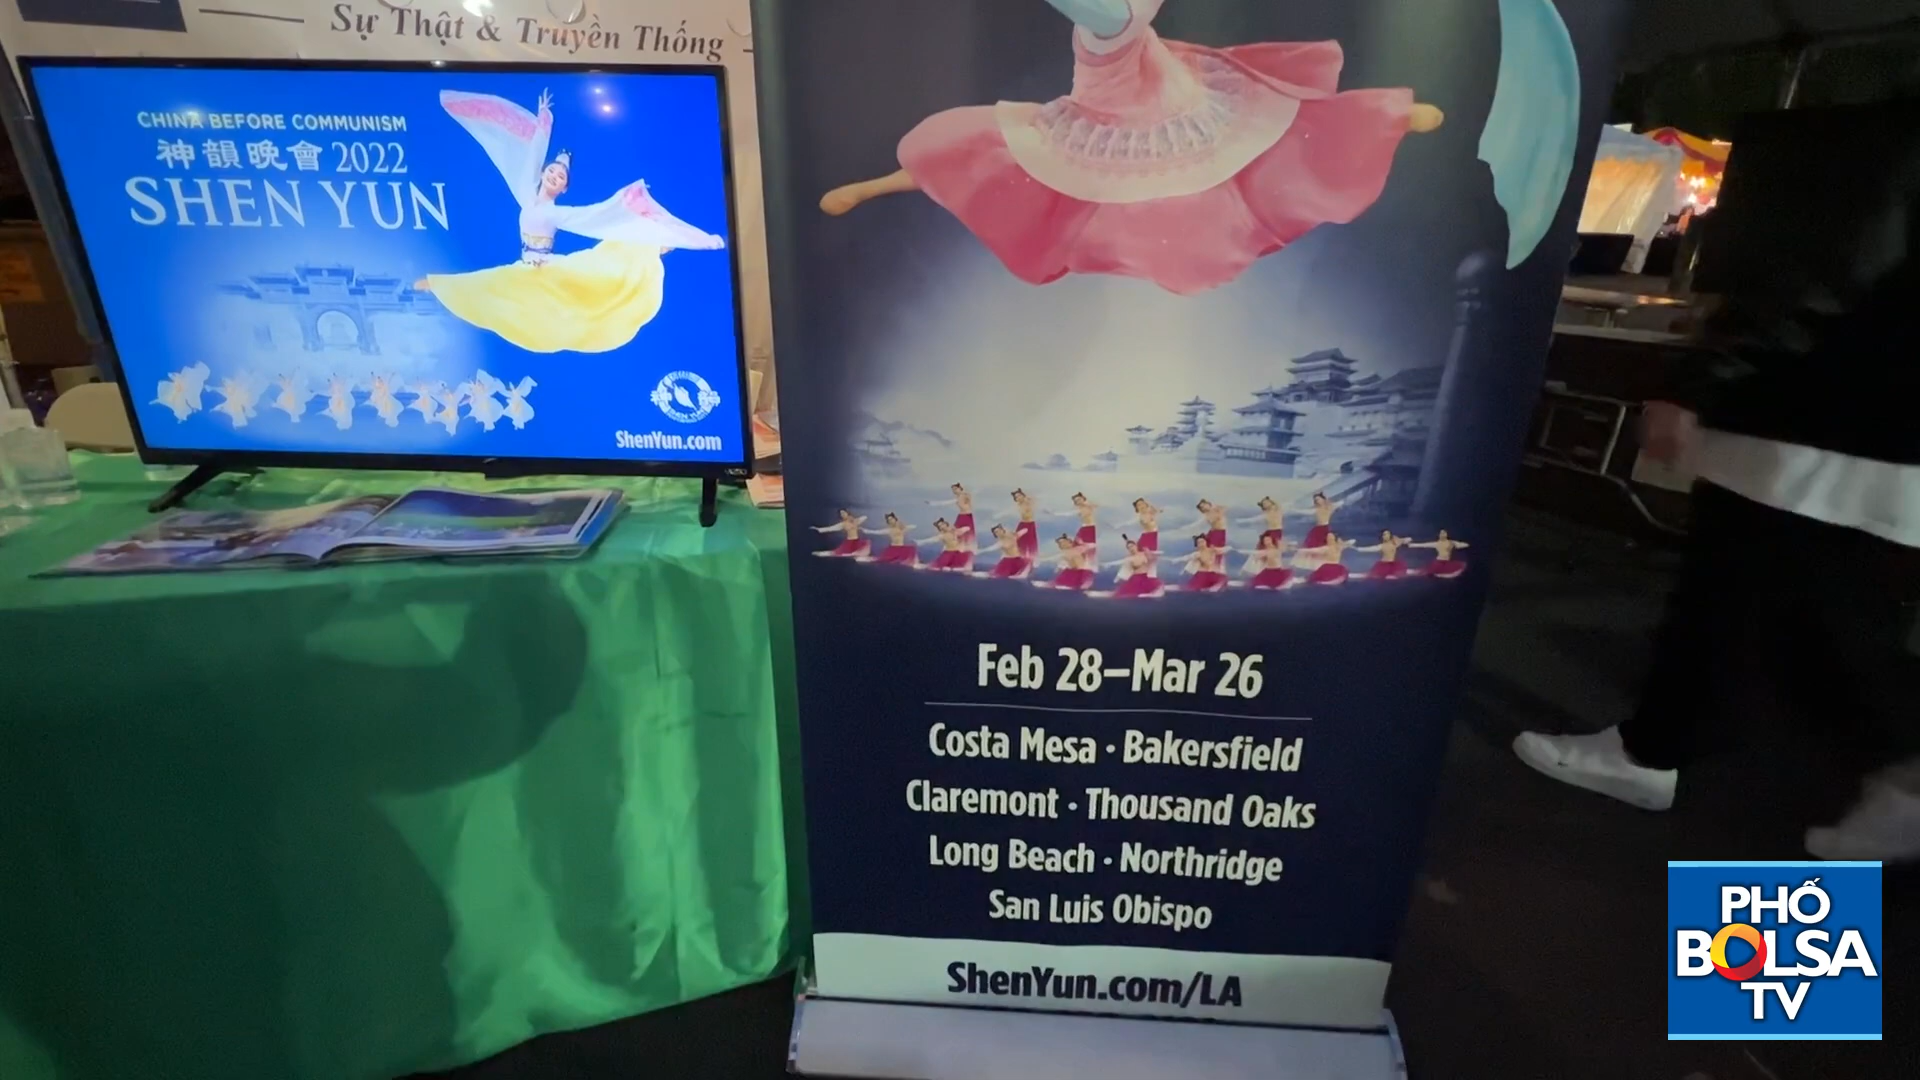 Sự Thật & Truyền Thống
CHINA BEFORE COMMUNISM
神韻晚會 2022
SHEN YUN
ShenYun.com
Feb 28–Mar 26
Costa Mesa · Bakersfield
Claremont · Thousand Oaks
Long Beach · Northridge
San Luis Obispo
ShenYun.com/LA
PHỐ
BOLSA
TV